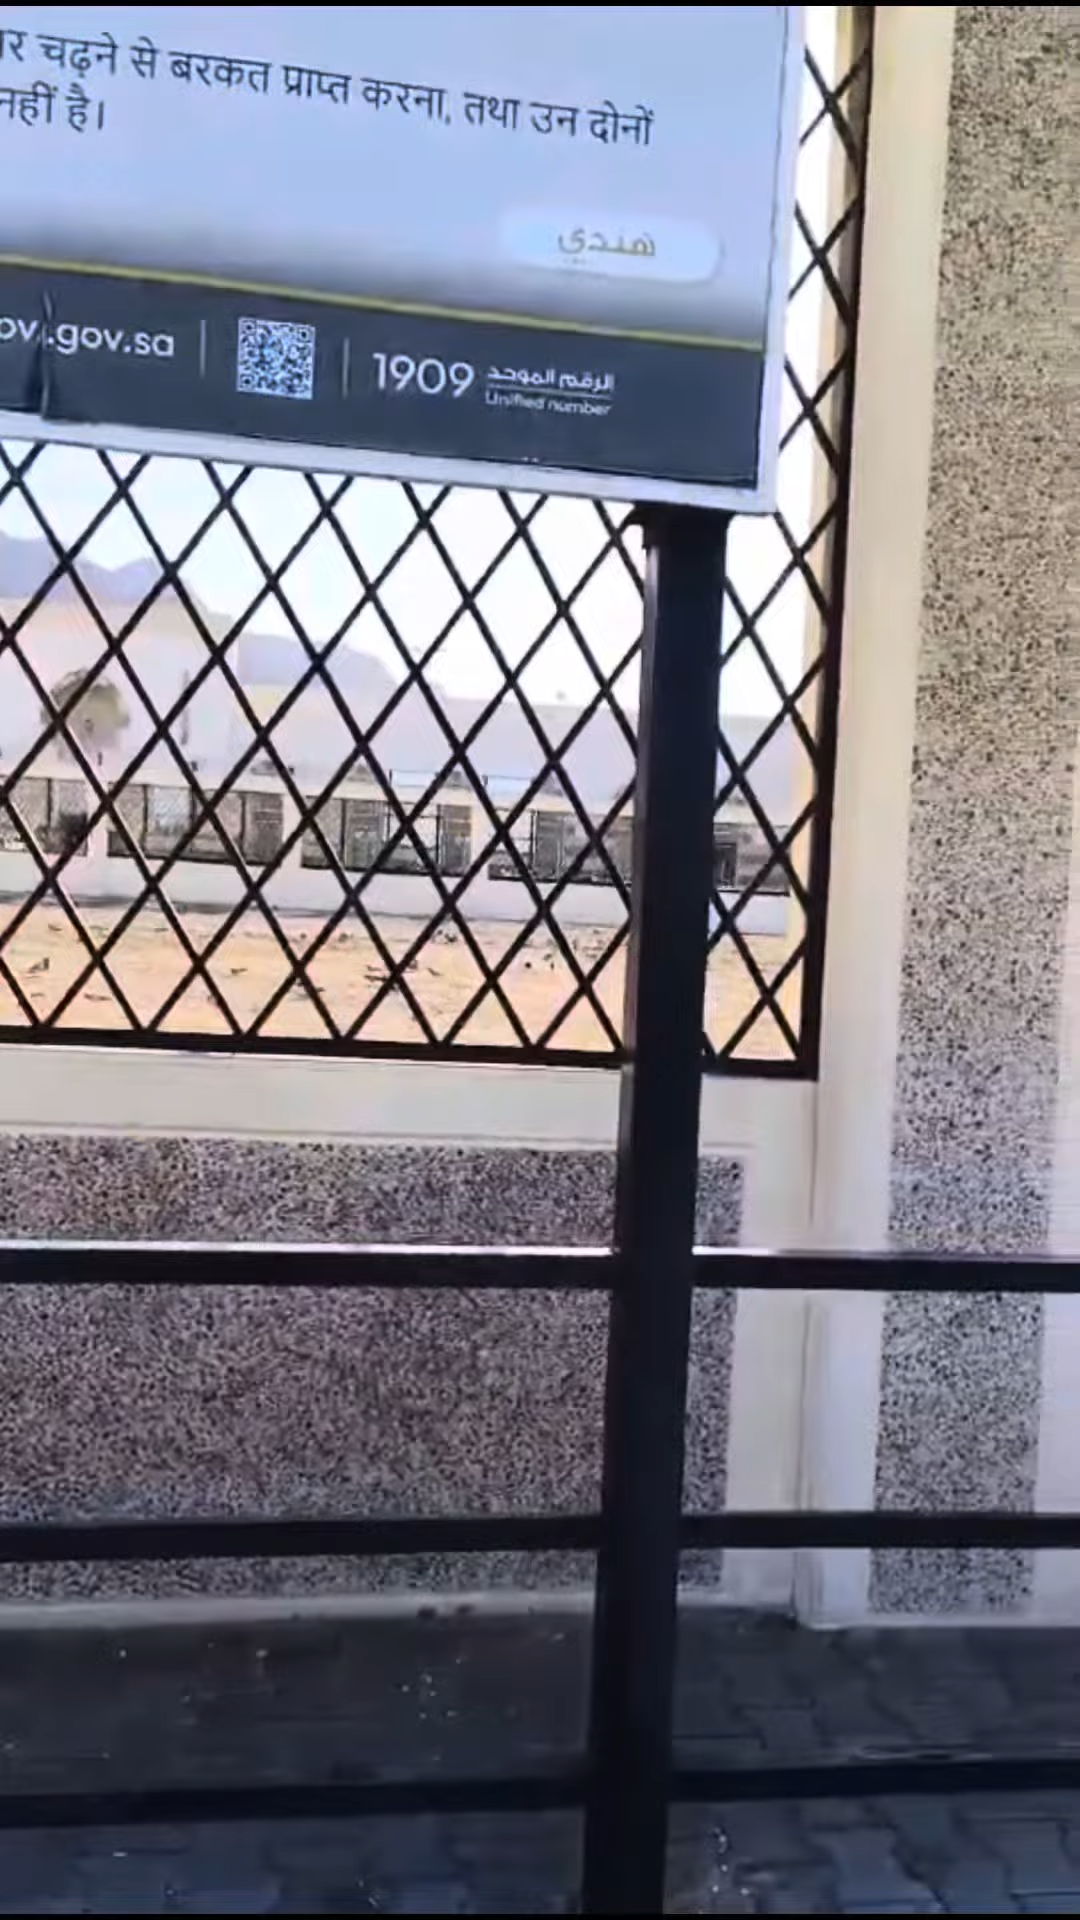 चढ़ने से बरकत प्राप्त करना, तथा उन दोनों
नहीं है।
هندي
.gov.sa
1909
الرقم الموحد
Unified number